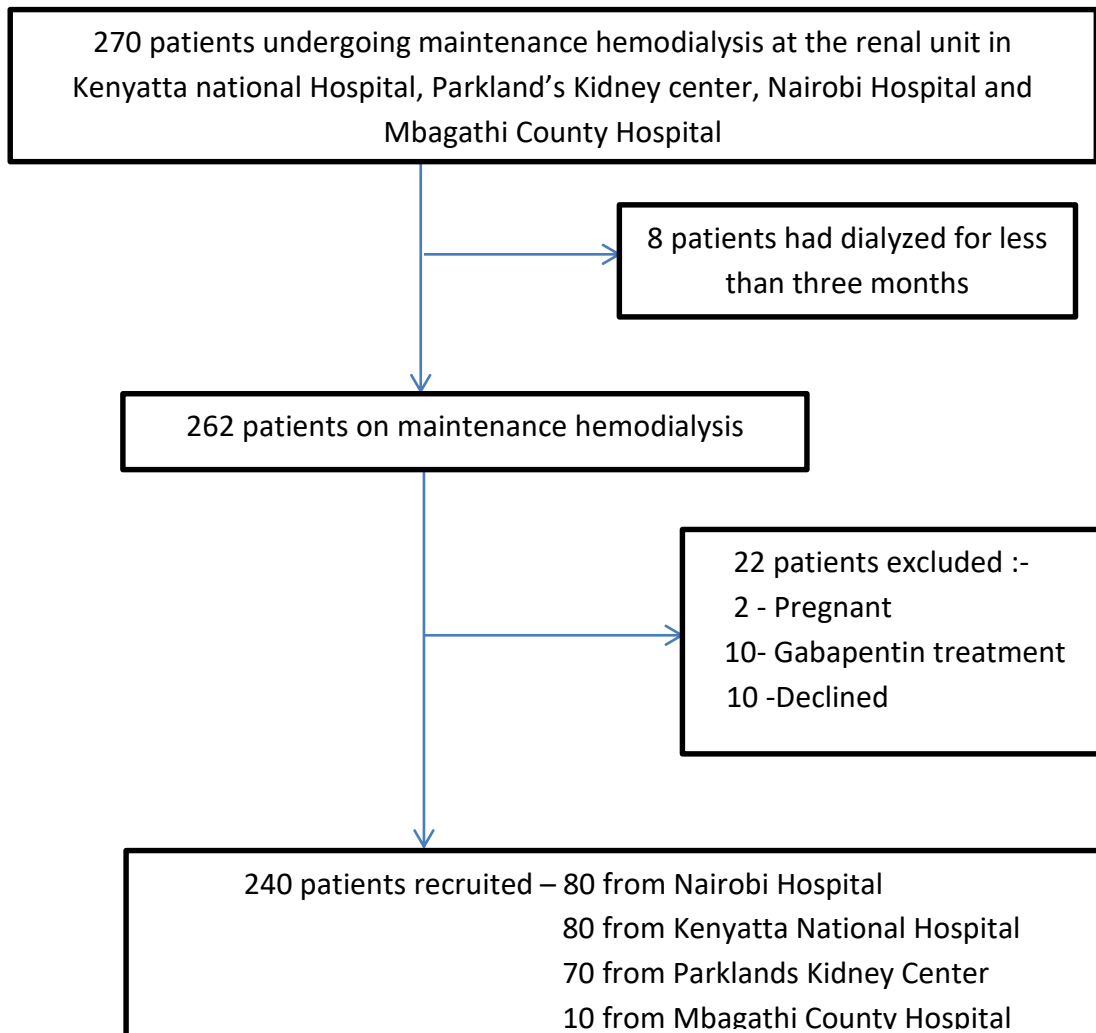 270 patients undergoing maintenance hemodialysis at the renal unit in
Kenyatta national Hospital, Parkland’s Kidney center, Nairobi Hospital and
Mbagathi County Hospital
8 patients had dialyzed for less
than three months
262 patients on maintenance hemodialysis
22 patients excluded :-
2 - Pregnant
10- Gabapentin treatment
10 -Declined
240 patients recruited – 80 from Nairobi Hospital
80 from Kenyatta National Hospital
70 from Parklands Kidney Center
10 from Mbagathi County Hospital